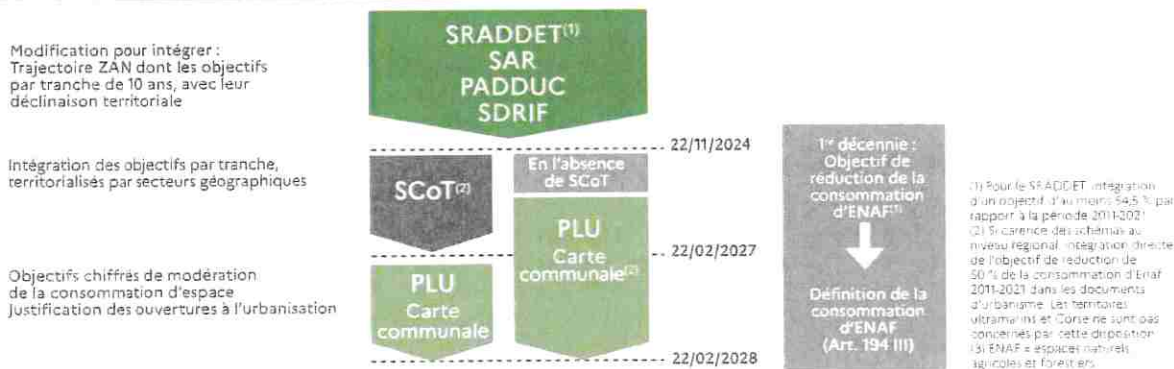 Modification pour intégrer :
Trajectoire ZAN dont les objectifs
par tranche de 10 ans, avec leur
déclinaison territoriale
SRADDET(1)
SAR
PADDUC
SDRIF
22/11/2024
Intégration des objectifs par tranche,
territorialisés par secteurs géographiques
SCoT(2)
En l'absence
de SCoT
PLU
Carte
communale(2)
22/02/2027
Objectifs chiffrés de modération
de la consommation d'espace
Justification des ouvertures à l'urbanisation
PLU
Carte
communale
22/02/2028
1re décennie :
Objectif de
réduction de la
consommation
d'ENAF(3)
Définition de la
consommation
d'ENAF
(Art. 194 III)
(1) Pour le SRADDET intégration
d'un objectif d'au moins 54,5 % par
rapport à la période 2011-2021
(2) Si carence des schémas au
niveau régional, intégration directe
de l'objectif de réduction de
50 % de la consommation d'Enaf
2011-2021 dans les documents
d'urbanisme. Les territoires
ultramarins et Corse ne sont pas
concernés par cette disposition
(3) ENAF = espaces naturels
agricoles et forestiers